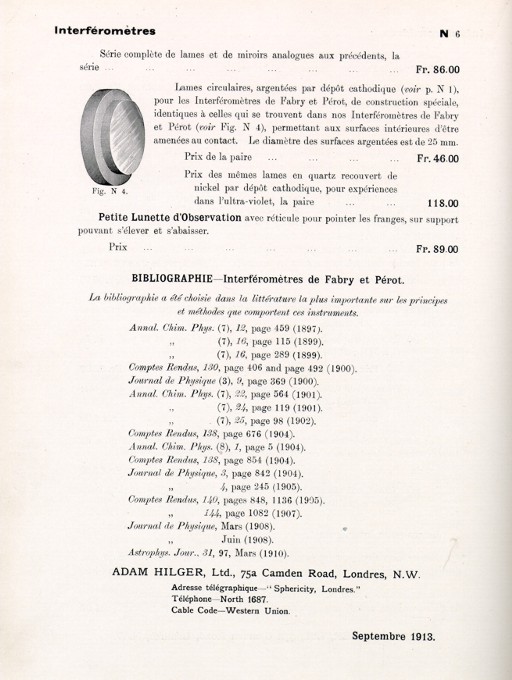 Interféromètres N 6
Série complète de lames et de miroirs analogues aux précédents, la
série ... ... ... ... ... ... ... Fr. 86.00
Lames circulaires, argentées par dépôt cathodique (voir p. N 1),
pour les Interféromètres de Fabry et Pérot, de construction spéciale,
identiques à celles qui se trouvent dans nos Interféromètres de Fabry
et Pérot (voir Fig. N 4), permettant aux surfaces intérieures d'être
amenées au contact. Le diamètre des surfaces argentées est de 25 mm.
Prix de la paire ... ... ... ... Fr. 46.00
Prix des mêmes lames en quartz recouvert de
nickel par dépôt cathodique, pour expériences
dans l'ultra-violet, la paire ... ... 118.00
Fig. N 4.
Petite Lunette d'Observation avec réticule pour pointer les franges, sur support
pouvant s'élever et s'abaisser.
Prix ... ... ... ... ... ... ... Fr. 89.00
BIBLIOGRAPHIE—Interféromètres de Fabry et Pérot.
La bibliographie a été choisie dans la littérature la plus importante sur les principes
et méthodes que comportent ces instruments.
Annal. Chim. Phys. (7), 12, page 459 (1897).
„ (7), 16, page 115 (1899).
„ (7), 16, page 289 (1899).
Comptes Rendus, 130, page 406 and page 492 (1900).
Journal de Physique (3), 9, page 369 (1900).
Annal. Chim. Phys. (7), 22, page 564 (1901).
„ (7), 24, page 119 (1901).
„ (7), 25, page 98 (1902).
Comptes Rendus, 138, page 676 (1904).
Annal. Chim. Phys. (8), 1, page 5 (1904).
Comptes Rendus, 138, page 854 (1904).
Journal de Physique, 3, page 842 (1904).
„ 4, page 245 (1905).
Comptes Rendus, 140, pages 848, 1136 (1905).
„ 144, page 1082 (1907).
Journal de Physique, Mars (1908).
„ Juin (1908).
Astrophys. Jour., 31, 97, Mars (1910).
ADAM HILGER, Ltd., 75a Camden Road, Londres, N.W.
Adresse télégraphique—"Sphericity, Londres."
Téléphone—North 1687.
Cable Code—Western Union.
Septembre 1913.